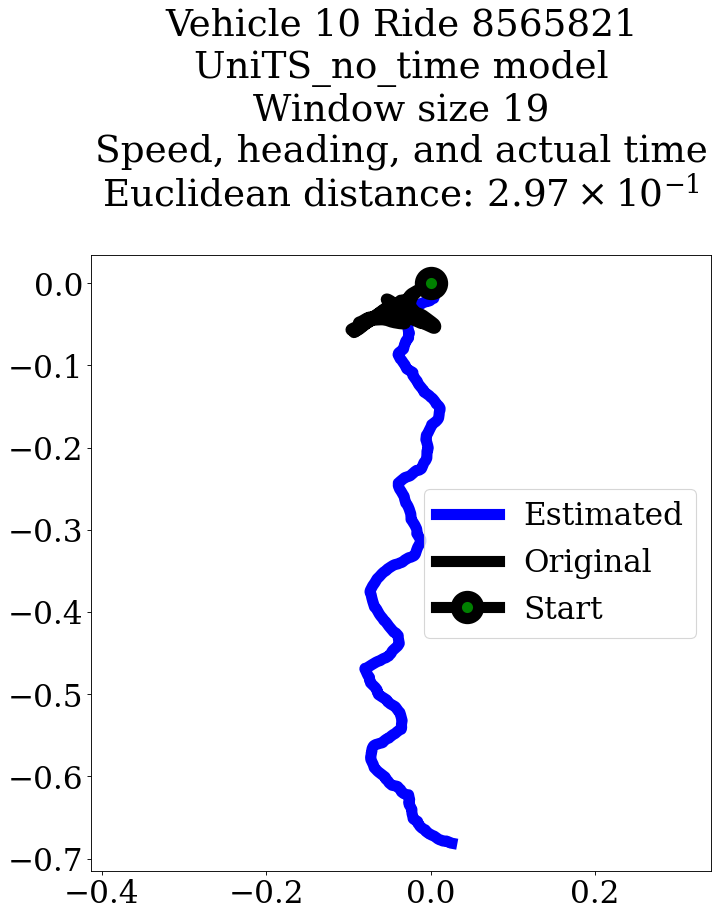 Vehicle 10 Ride 8565821
UniTS_no_time model
Window size 19
Speed, heading, and actual time
Euclidean distance: 2.97 × 10⁻¹
0.0
−0.1
−0.2
−0.3
−0.4
−0.5
−0.6
−0.7
Estimated
Original
Start
−0.4 −0.2 0.0 0.2